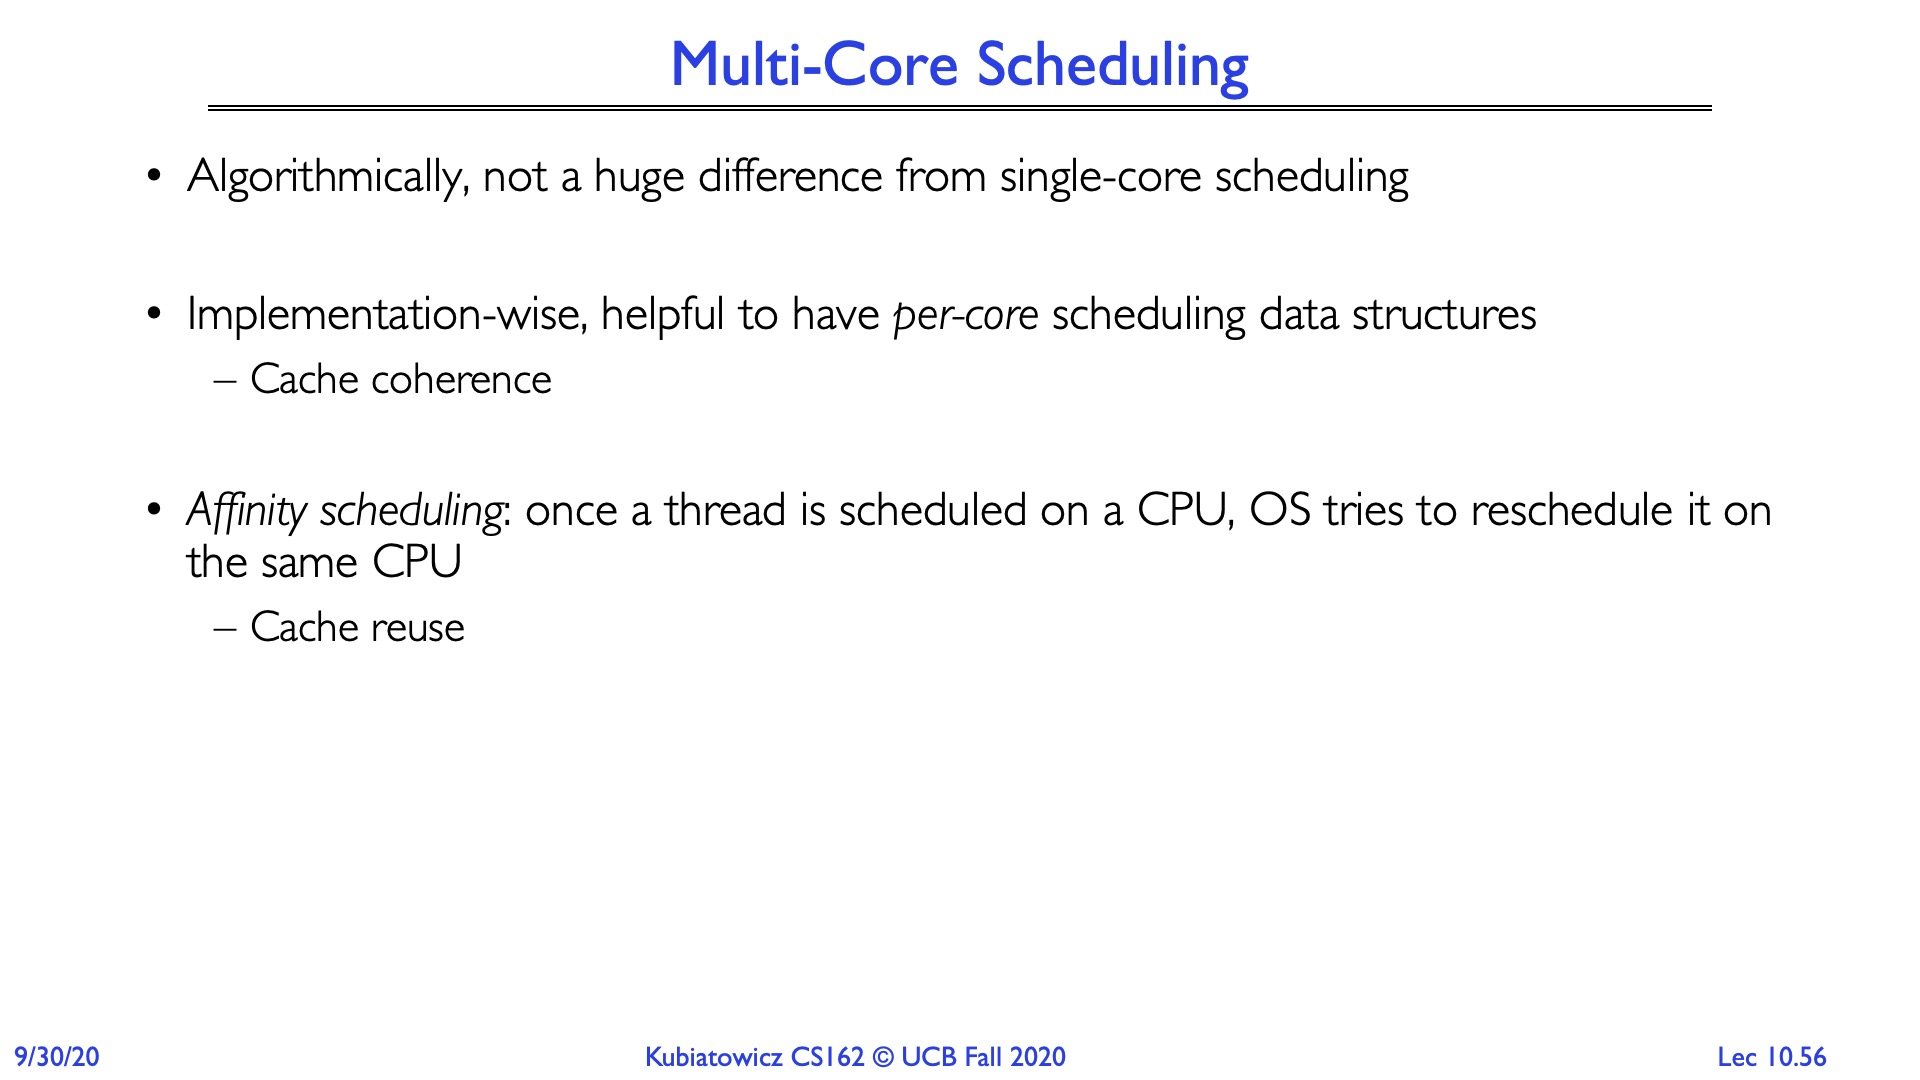 Multi-Core Scheduling
• Algorithmically, not a huge difference from single-core scheduling
• Implementation-wise, helpful to have per-core scheduling data structures
– Cache coherence
• Affinity scheduling: once a thread is scheduled on a CPU, OS tries to reschedule it on
the same CPU
– Cache reuse
9/30/20
Kubiatowicz CS162 © UCB Fall 2020
Lec 10.56